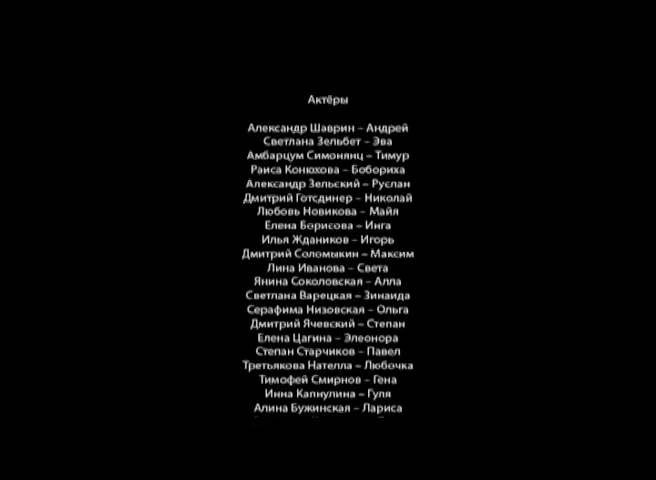 Актёры
Александр Шаврин – Андрей
Светлана Зельбет – Эва
Амбарцум Симонянц – Тимур
Раиса Конюхова – Бобориха
Александр Зельский – Руслан
Дмитрий Готсдинер – Николай
Любовь Новикова – Майл
Елена Борисова – Инга
Илья Ждаников – Игорь
Дмитрий Соломыкин – Максим
Лина Иванова – Света
Янина Соколовская – Алла
Светлана Варецкая – Зинаида
Серафима Низовская – Ольга
Дмитрий Ячевский – Степан
Елена Цагина – Элеонора
Степан Старчиков – Павел
Третьякова Нателла – Любочка
Тимофей Смирнов – Гена
Инна Капнулина – Гуля
Алина Бужинская – Лариса